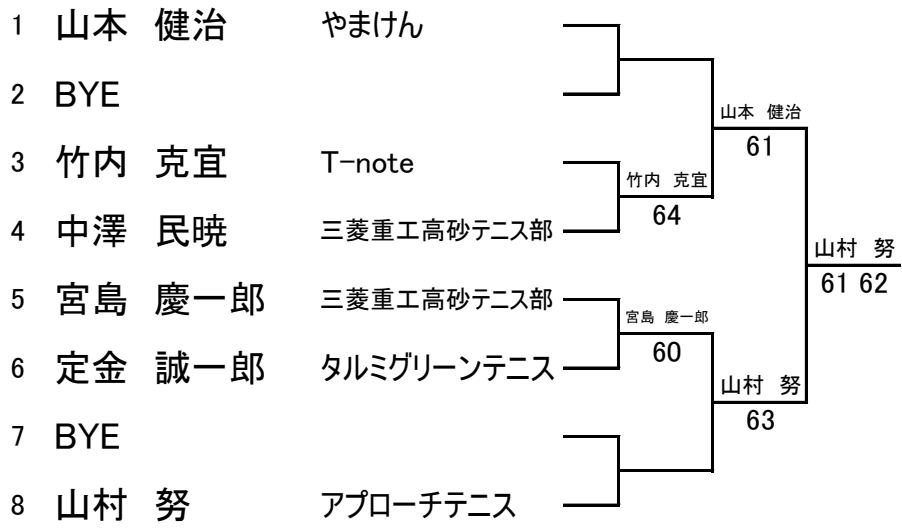 1 山本 健治 やまけん
2 BYE
山本 健治
61
3 竹内 克宜 T-note
竹内 克宜
64
4 中澤 民暁 三菱重工高砂テニス部
山村 努
61 62
5 宮島 慶一郎 三菱重工高砂テニス部
宮島 慶一郎
60
6 定金 誠一郎 タルミグリーンテニス
山村 努
63
7 BYE
8 山村 努 アプローチテニス